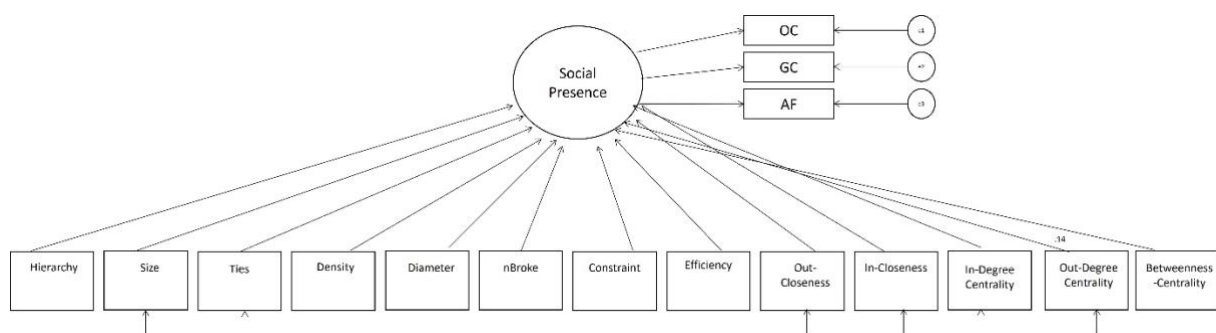 OC
GC
AF
Social
Presence
.14
Hierarchy
Size
Ties
Density
Diameter
nBroke
Constraint
Efficiency
Out-
Closeness
In-Closeness
In-Degree
Centrality
Out-Degree
Centrality
Betweenness
-Centrality